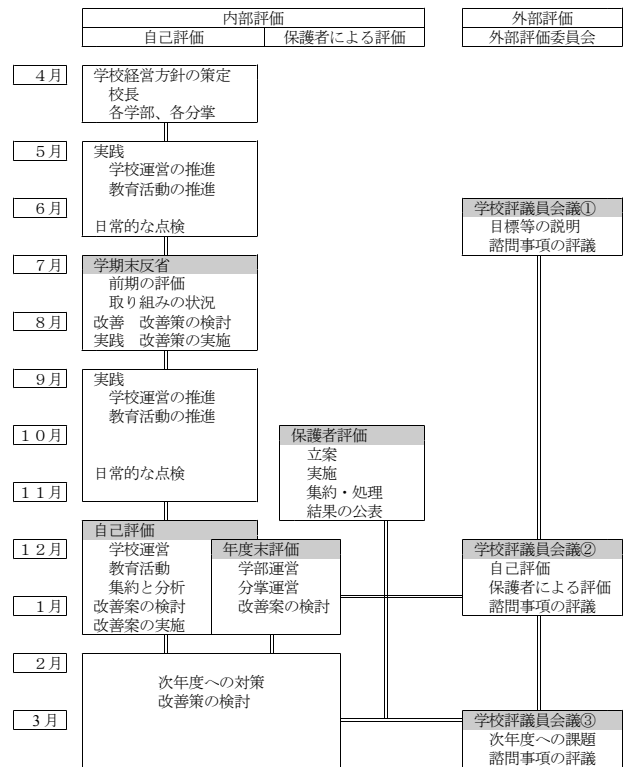 内部評価
外部評価
自己評価
保護者による評価
外部評価委員会
４月
学校経営方針の策定
校長
各学部、各分掌
５月
実践
学校運営の推進
教育活動の推進
６月
日常的な点検
学校評議員会議①
目標等の説明
諮問事項の評議
７月
学期末反省
前期の評価
取り組みの状況
８月
改善　改善策の検討
実践　改善策の実施
９月
実践
学校運営の推進
教育活動の推進
１０月
日常的な点検
保護者評価
立案
実施
集約・処理
結果の公表
１１月
自己評価
１２月
学校運営
教育活動
集約と分析
改善案の検討
改善案の実施
年度末評価
学部運営
分掌運営
改善案の検討
学校評議員会議②
自己評価
保護者による評価
諮問事項の評議
１月
２月
次年度への対策
改善策の検討
３月
学校評議員会議③
次年度への課題
諮問事項の評議